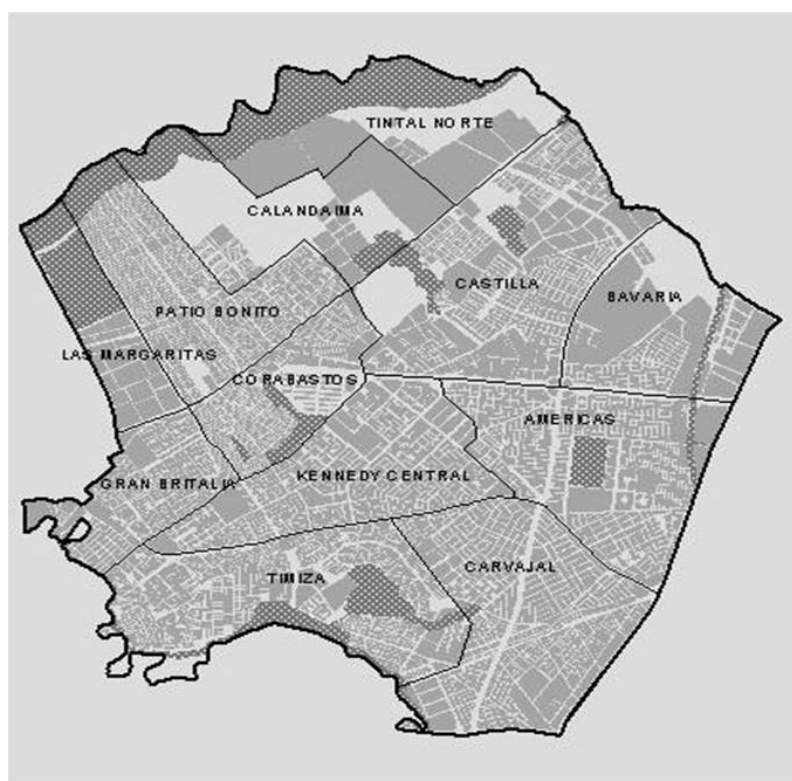 TINTAL NORTE
CALANDAIMA
CASTILLA
BAVARIA
PATIO BONITO
LAS MARGARITAS
CORABASTOS
AMERICAS
GRAN BRITALIA
KENNEDY CENTRAL
CARVAJAL
TIMIZA